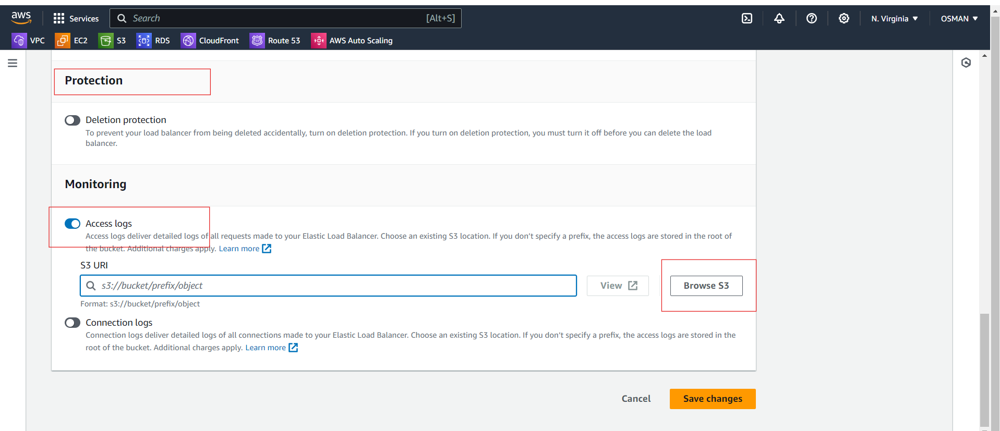 aws
Services
Search
[Alt+S]
N. Virginia
OSMAN
VPC
EC2
S3
RDS
CloudFront
Route 53
AWS Auto Scaling
Protection
Deletion protection
To prevent your load balancer from being deleted accidentally, turn on deletion protection. If you turn on deletion protection, you must turn it off before you can delete the load
balancer.
Monitoring
Access logs
Access logs deliver detailed logs of all requests made to your Elastic Load Balancer. Choose an existing S3 location. If you don’t specify a prefix, the access logs are stored in the root of
the bucket. Additional charges apply. Learn more
S3 URI
s3://bucket/prefix/object
View
Browse S3
Format: s3://bucket/prefix/object
Connection logs
Connection logs deliver detailed logs of all connections made to your Elastic Load Balancer. Choose an existing S3 location. If you don’t specify a prefix, the access logs are stored in the
root of the bucket. Additional charges apply. Learn more
Cancel
Save changes